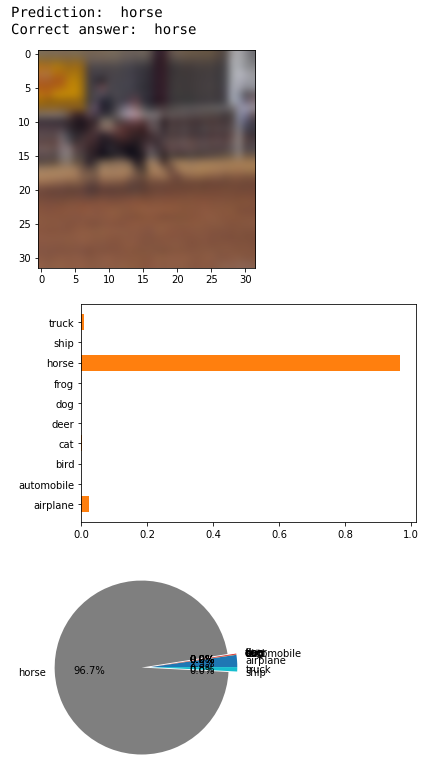 Prediction:  horse
Correct answer:  horse
0
5
10
15
20
25
30
0 5 10 15 20 25 30
truck
ship
horse
frog
dog
deer
cat
bird
automobile
airplane
0.0 0.2 0.4 0.6 0.8 1.0
automobile
airplane
horse 96.7% 0.0% truck
ship